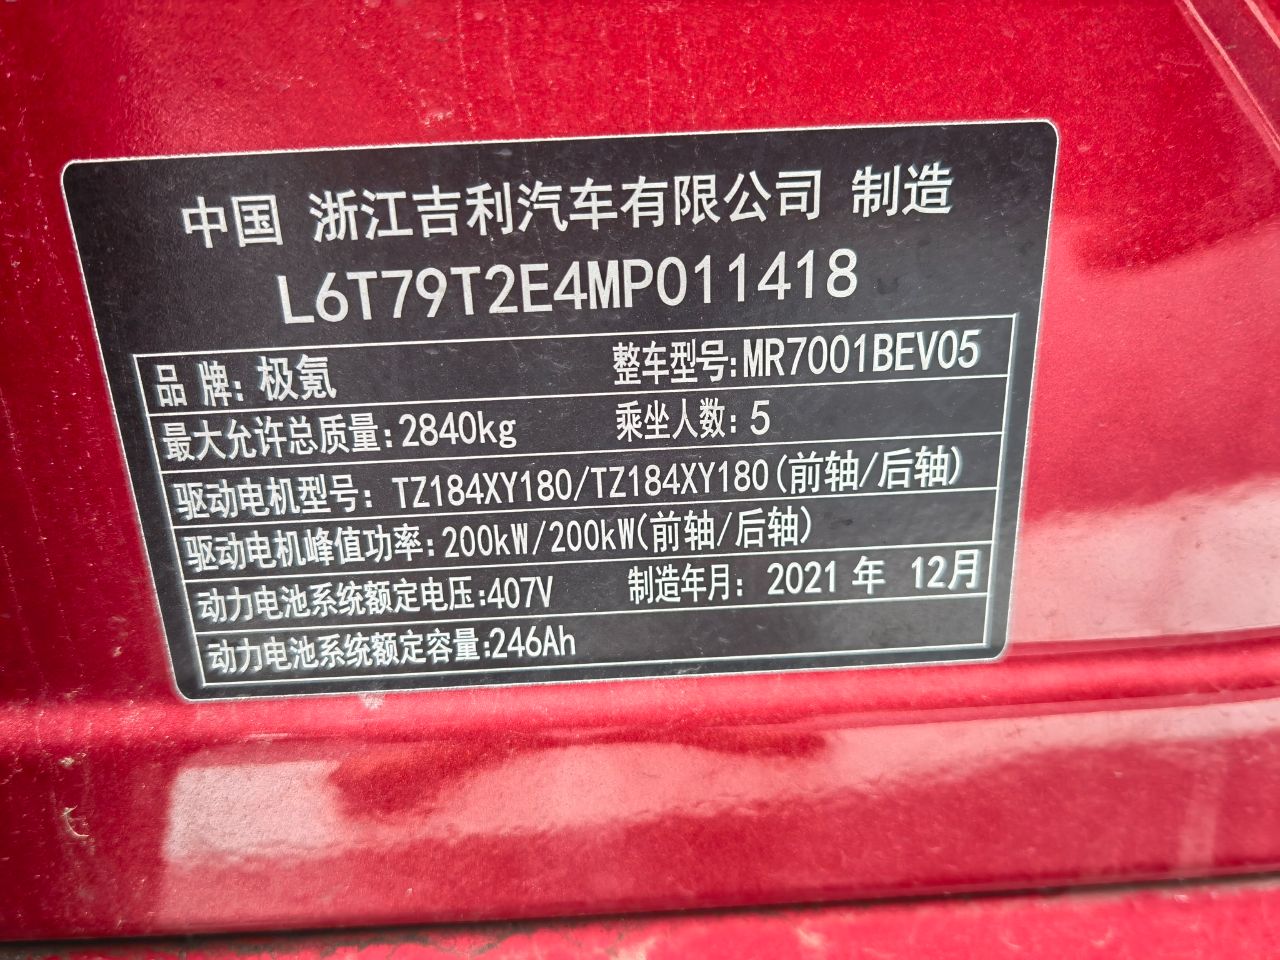 中国 浙江吉利汽车有限公司 制造
L6T79T2E4MP011418
品 牌: 极氪 整车型号:MR7001BEV05
最大允许总质量:2840kg 乘坐人数: 5
驱动电机型号: TZ184XY180/TZ184XY180(前轴/后轴)
驱动电机峰值功率:200kW/200kW(前轴/后轴)
动力电池系统额定电压:407V 制造年月: 2021 年 12月
动力电池系统额定容量:246Ah